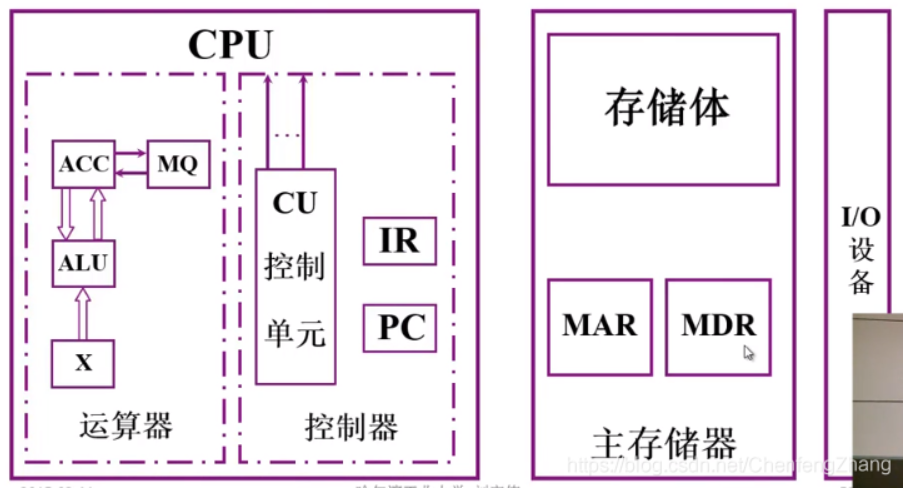 CPU
ACC
MQ
ALU
X
运算器
CU
控制
单元
IR
PC
控制器
存储体
MAR
MDR
主存储器
I/O
设
备
https://blog.csdn.net/ChenfengZhang